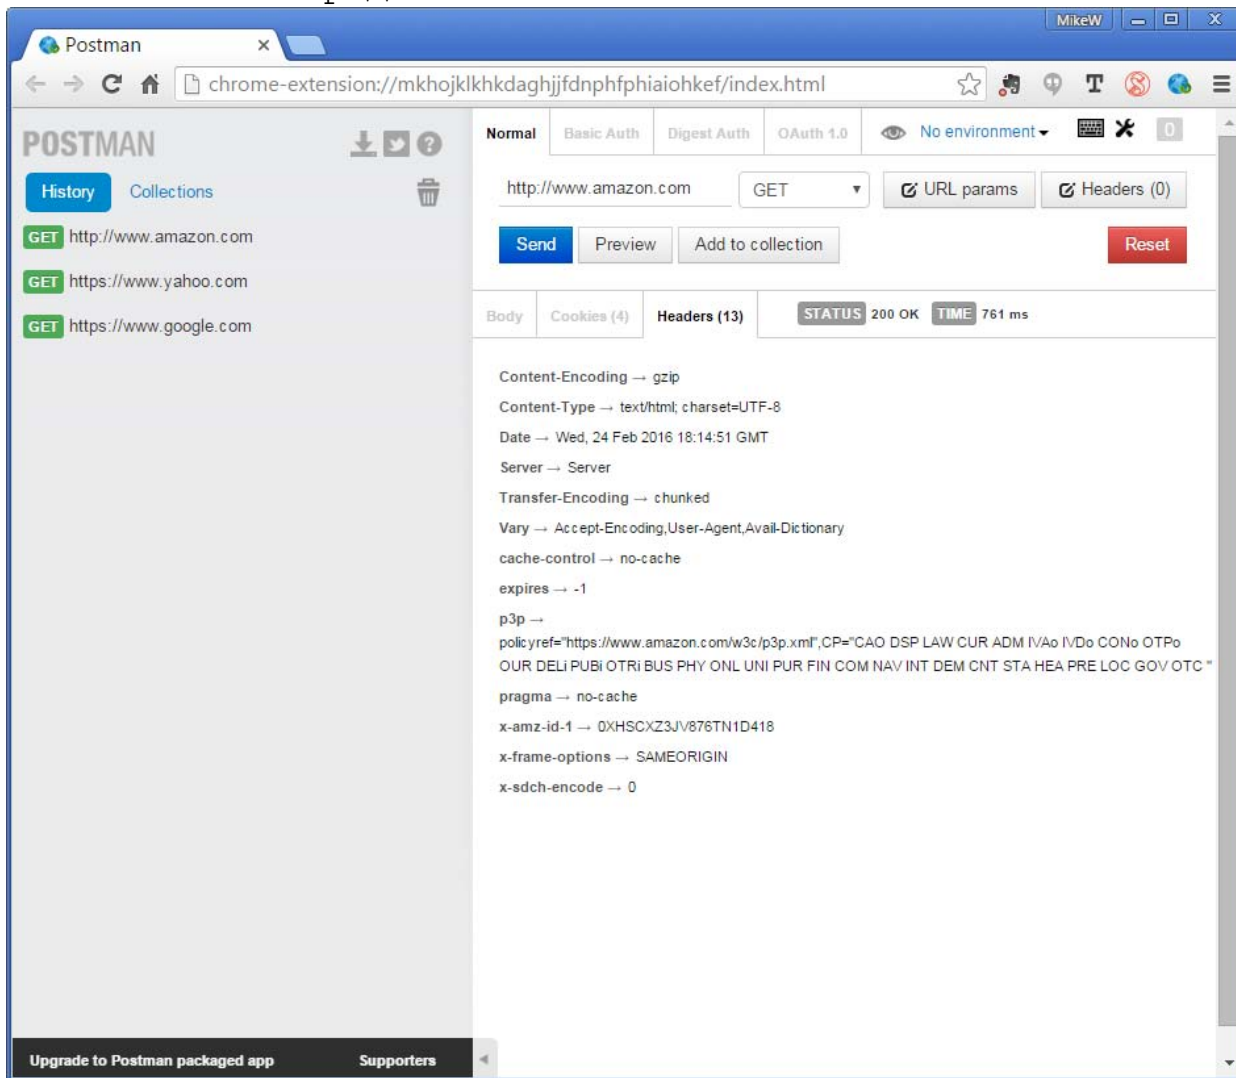 MikeW
Postman
chrome-extension://mkhojklkhkdaghjjfdnphfphiaiohkef/index.html
POSTMAN
History Collections
GET http://www.amazon.com
GET https://www.yahoo.com
GET https://www.google.com
Normal Basic Auth Digest Auth OAuth 1.0 No environment 0
http://www.amazon.com GET URL params Headers (0)
Send Preview Add to collection Reset
Body Cookies (4) Headers (13) STATUS 200 OK TIME 761 ms
Content-Encoding → gzip
Content-Type → text/html; charset=UTF-8
Date → Wed, 24 Feb 2016 18:14:51 GMT
Server → Server
Transfer-Encoding → chunked
Vary → Accept-Encoding,User-Agent,Avail-Dictionary
cache-control → no-cache
expires → -1
p3p →
policyref="https://www.amazon.com/w3c/p3p.xml",CP="CAO DSP LAW CUR ADM IVAo IVDo CONo OTPo
OUR DELi PUBi OTRi BUS PHY ONL UNI PUR FIN COM NAV INT DEM CNT STA HEA PRE LOC GOV OTC "
pragma → no-cache
x-amz-id-1 → 0XHSCXZ3JV876TN1D418
x-frame-options → SAMEORIGIN
x-sdch-encode → 0
Upgrade to Postman packaged app Supporters